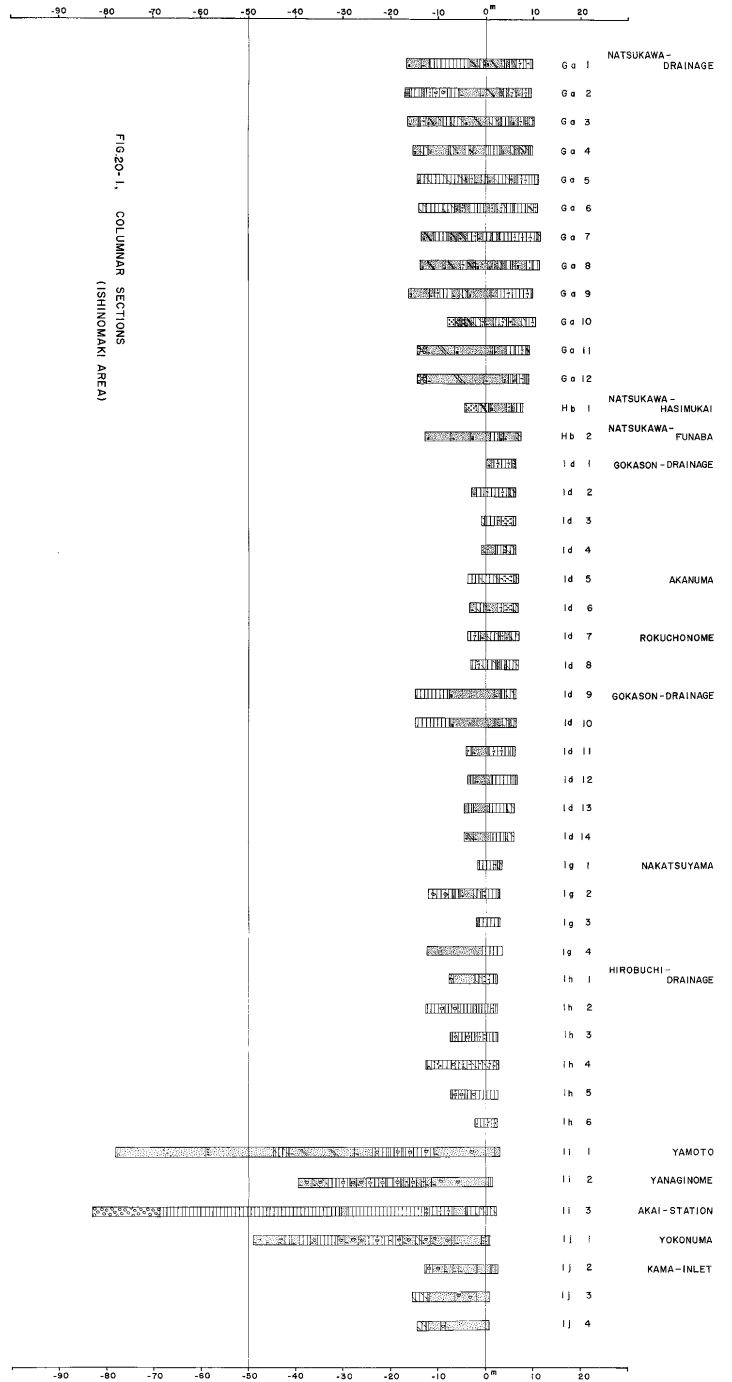 -90 -80 -70 -60 -50 -40 -30 -20 -10 0 m 10 20
Ga 1 NATSUKAWA-
DRAINAGE
Ga 2
Ga 3
Ga 4
Ga 5
Ga 6
Ga 7
Ga 8
Ga 9
Ga 10
Ga 11
Ga 12
Hb 1 NATSUKAWA-
HASIMUKAI
Hb 2 NATSUKAWA-
FUNABA
Id 1 GOKASON-DRAINAGE
Id 2
Id 3
Id 4
Id 5 AKANUMA
Id 6
Id 7 ROKUCHONOME
Id 8
Id 9 GOKASON-DRAINAGE
Id 10
Id 11
Id 12
Id 13
Id 14
Ig 1 NAKATSUYAMA
Ig 2
Ig 3
Ig 4
Ih 1 HIROBUCHI-
DRAINAGE
Ih 2
Ih 3
Ih 4
Ih 5
Ih 6
Ii 1 YAMOTO
Ii 2 YANAGINOME
Ii 3 AKAI-STATION
Ij 1 YOKONUMA
Ij 2 KAMA-INLET
Ij 3
Ij 4
-90 -80 -70 -60 -50 -40 -30 -20 -10 0 m 10 20
FIG.20-1, COLUMNAR SECTIONS
(ISHINOMAKI AREA)